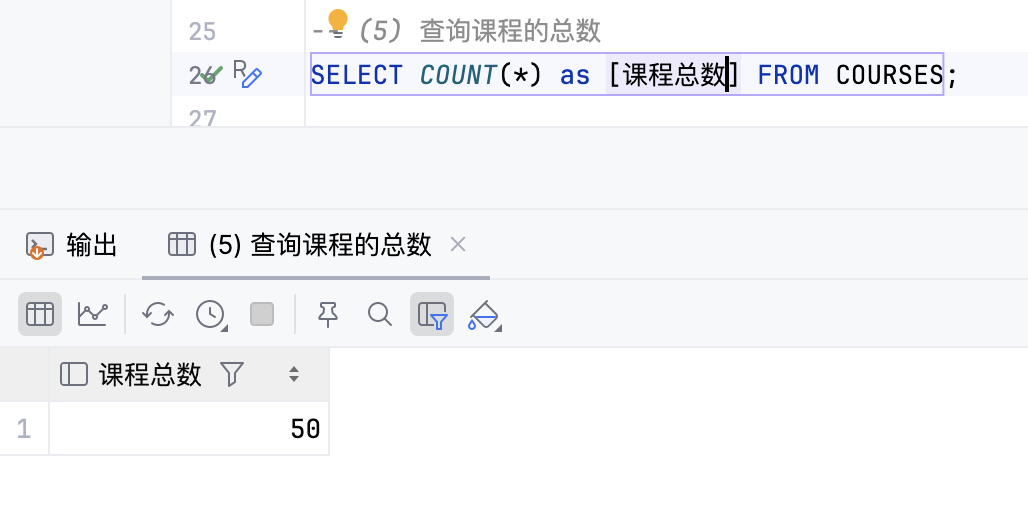 25 -- (5) 查询课程的总数
26 SELECT COUNT(*) as [课程总数] FROM COURSES;
27
输出 (5) 查询课程的总数
课程总数
1 50